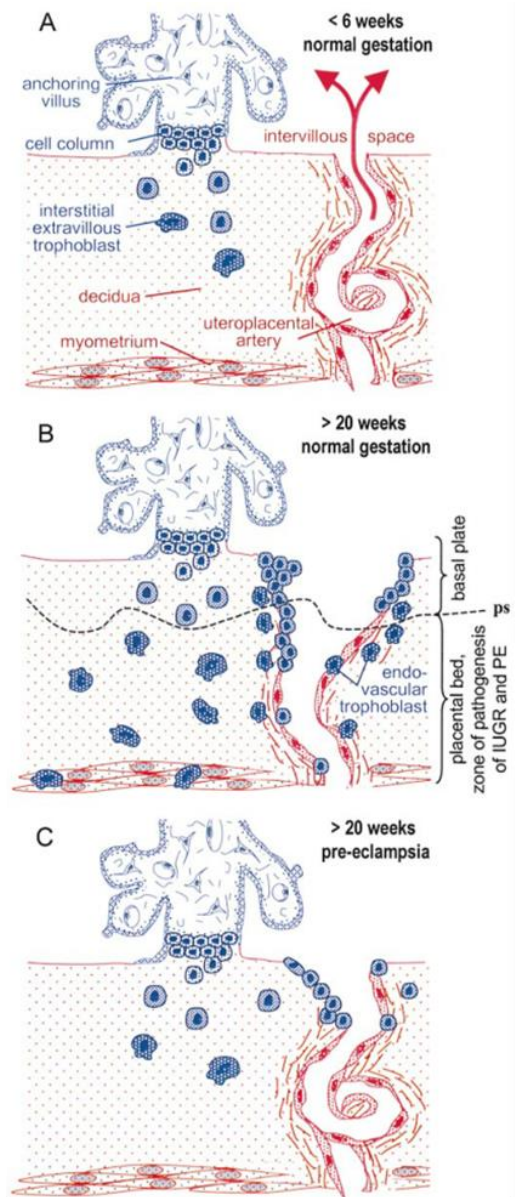 A
< 6 weeks
normal gestation
anchoring
villus
intervillous space
cell column
interstitial
extravillous
trophoblast
decidua
uteroplacental
artery
myometrium
B
> 20 weeks
normal gestation
basal plate
ps
endo-
vascular
trophoblast
placental bed,
zone of pathogenesis
of IUGR and PE
C
> 20 weeks
pre-eclampsia